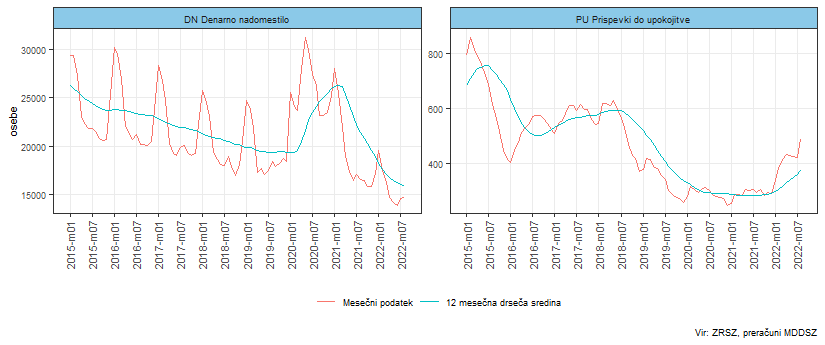 DN Denarno nadomestilo
PU Prispevki do upokojitve
osebe
30000
25000
20000
15000
800
600
400
2015-m01
2015-m07
2016-m01
2016-m07
2017-m01
2017-m07
2018-m01
2018-m07
2019-m01
2019-m07
2020-m01
2020-m07
2021-m01
2021-m07
2022-m01
2022-m07
2015-m01
2015-m07
2016-m01
2016-m07
2017-m01
2017-m07
2018-m01
2018-m07
2019-m01
2019-m07
2020-m01
2020-m07
2021-m01
2021-m07
2022-m01
2022-m07
Mesečni podatek
12 mesečna drseča sredina
Vir: ZRSZ, preračuni MDDSZ